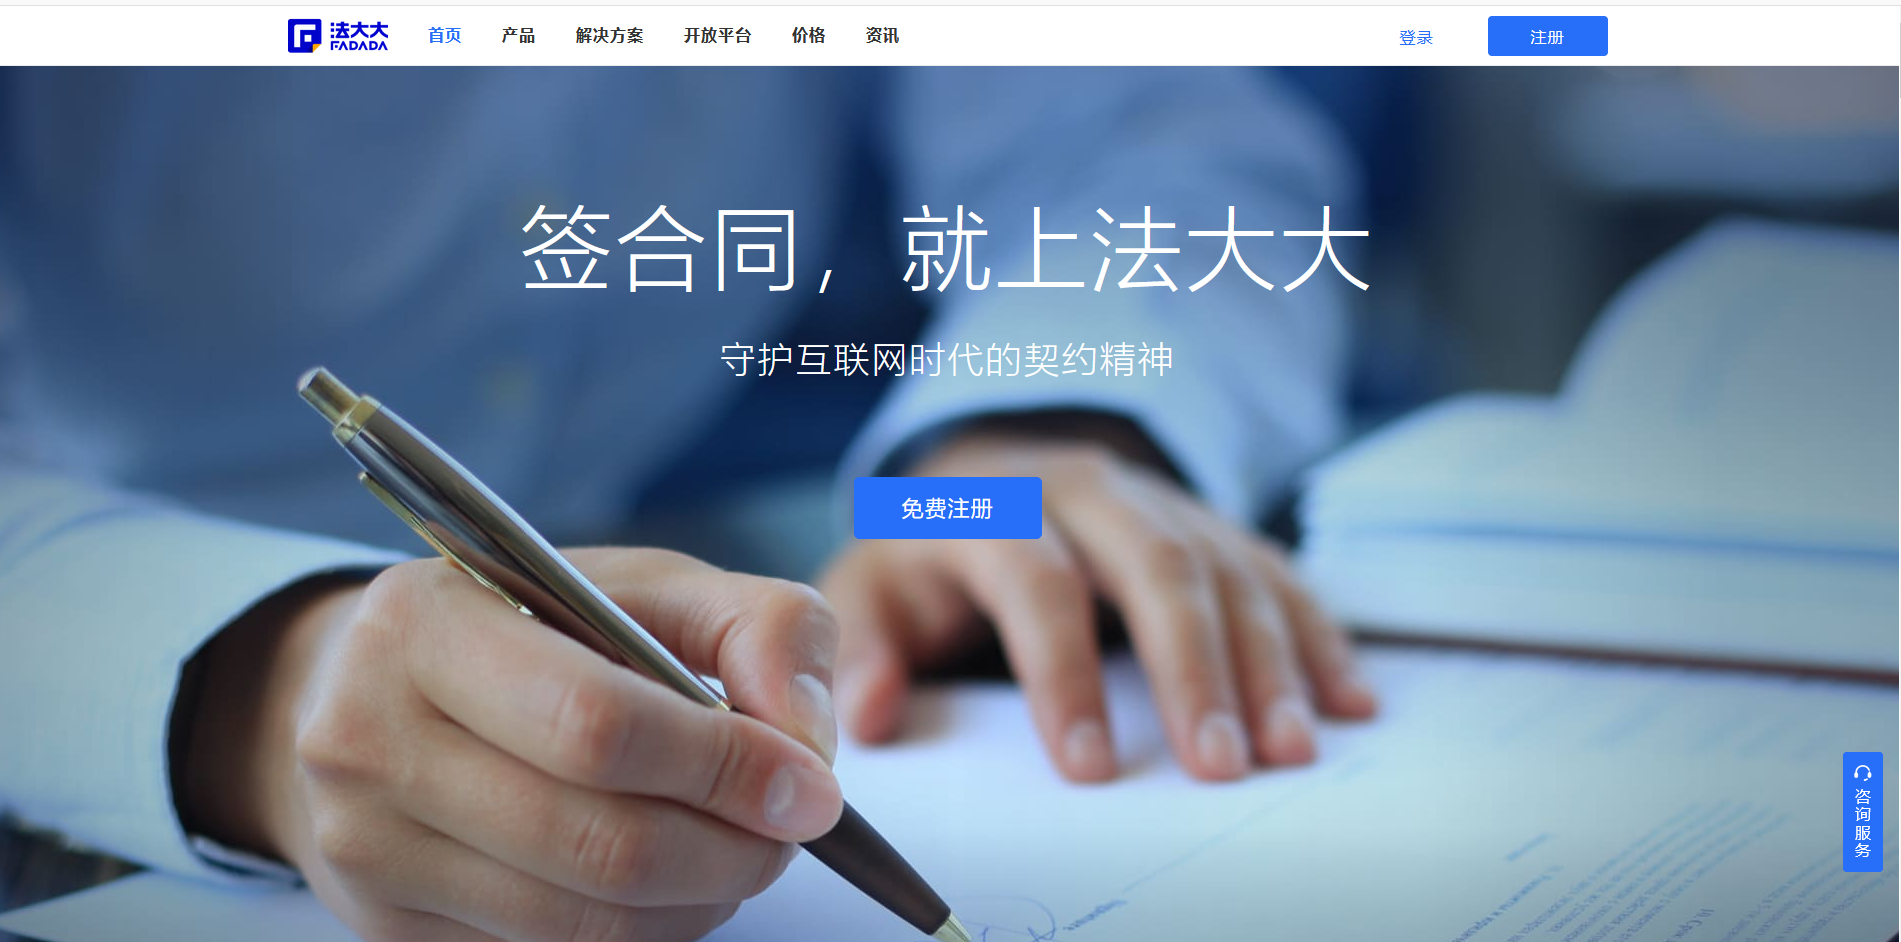 法大大
FADADA
首页 产品 解决方案 开放平台 价格 资讯
登录 注册
签合同，就上法大大
守护互联网时代的契约精神
免费注册
咨询服务